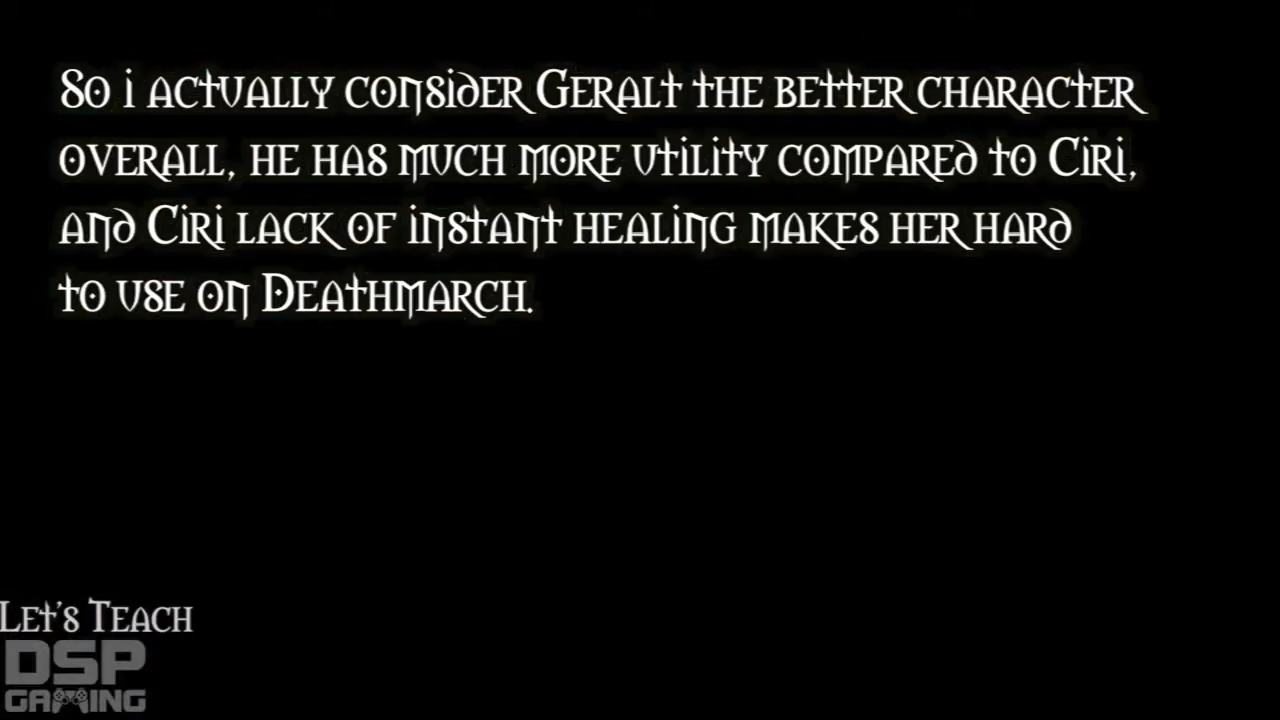 So i actually consider Geralt the better character
overall, he has much more utility compared to Ciri,
and Ciri lack of instant healing makes her hard
to use on Deathmarch.
Let's Teach
DSP
GAMING